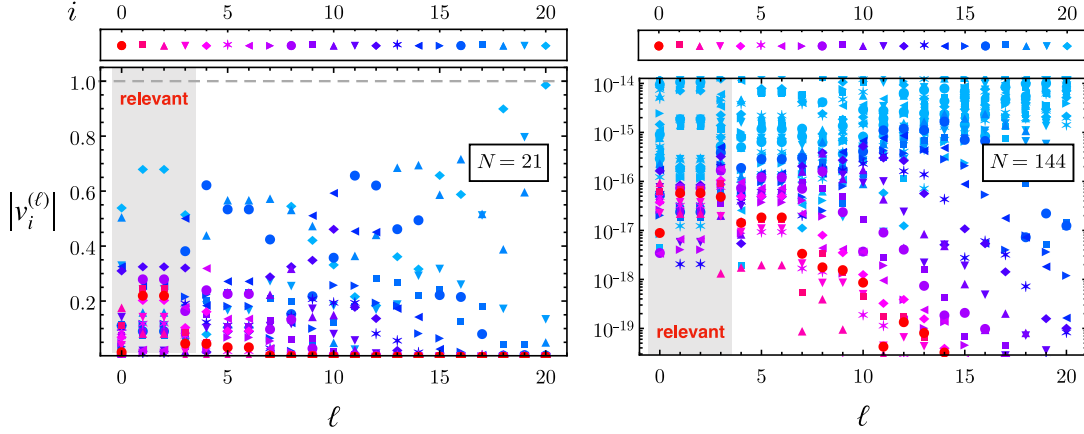 i 0 5 10 15 20
0 5 10 15 20
1.0
relevant
0.8
N = 21
0.6
|v_i^{(ℓ)}|
0.4
0.2
0 5 10 15 20
ℓ
10^{-14}
10^{-15}
N = 144
10^{-16}
10^{-17}
10^{-18}
10^{-19}
relevant
0 5 10 15 20
ℓ